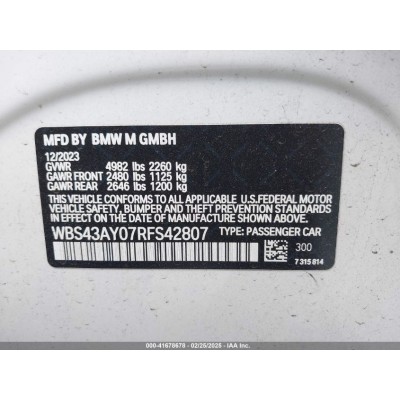 MFD BY BMW M GMBH
12/2023
GVWR 4982 lbs 2260 kg
GAWR FRONT 2480 lbs 1125 kg
GAWR REAR 2646 lbs 1200 kg
THIS VEHICLE CONFORMS TO ALL APPLICABLE U.S.FEDERAL MOTOR
VEHICLE SAFETY, BUMPER, AND THEFT PREVENTION STANDARDS
IN EFFECT ON THE DATE OF MANUFACTURE SHOWN ABOVE.
WBS43AY07RFS42807 TYPE: PASSENGER CAR
300
7 315 814
000-41678679 - 02/25/2025 - IAA Inc.